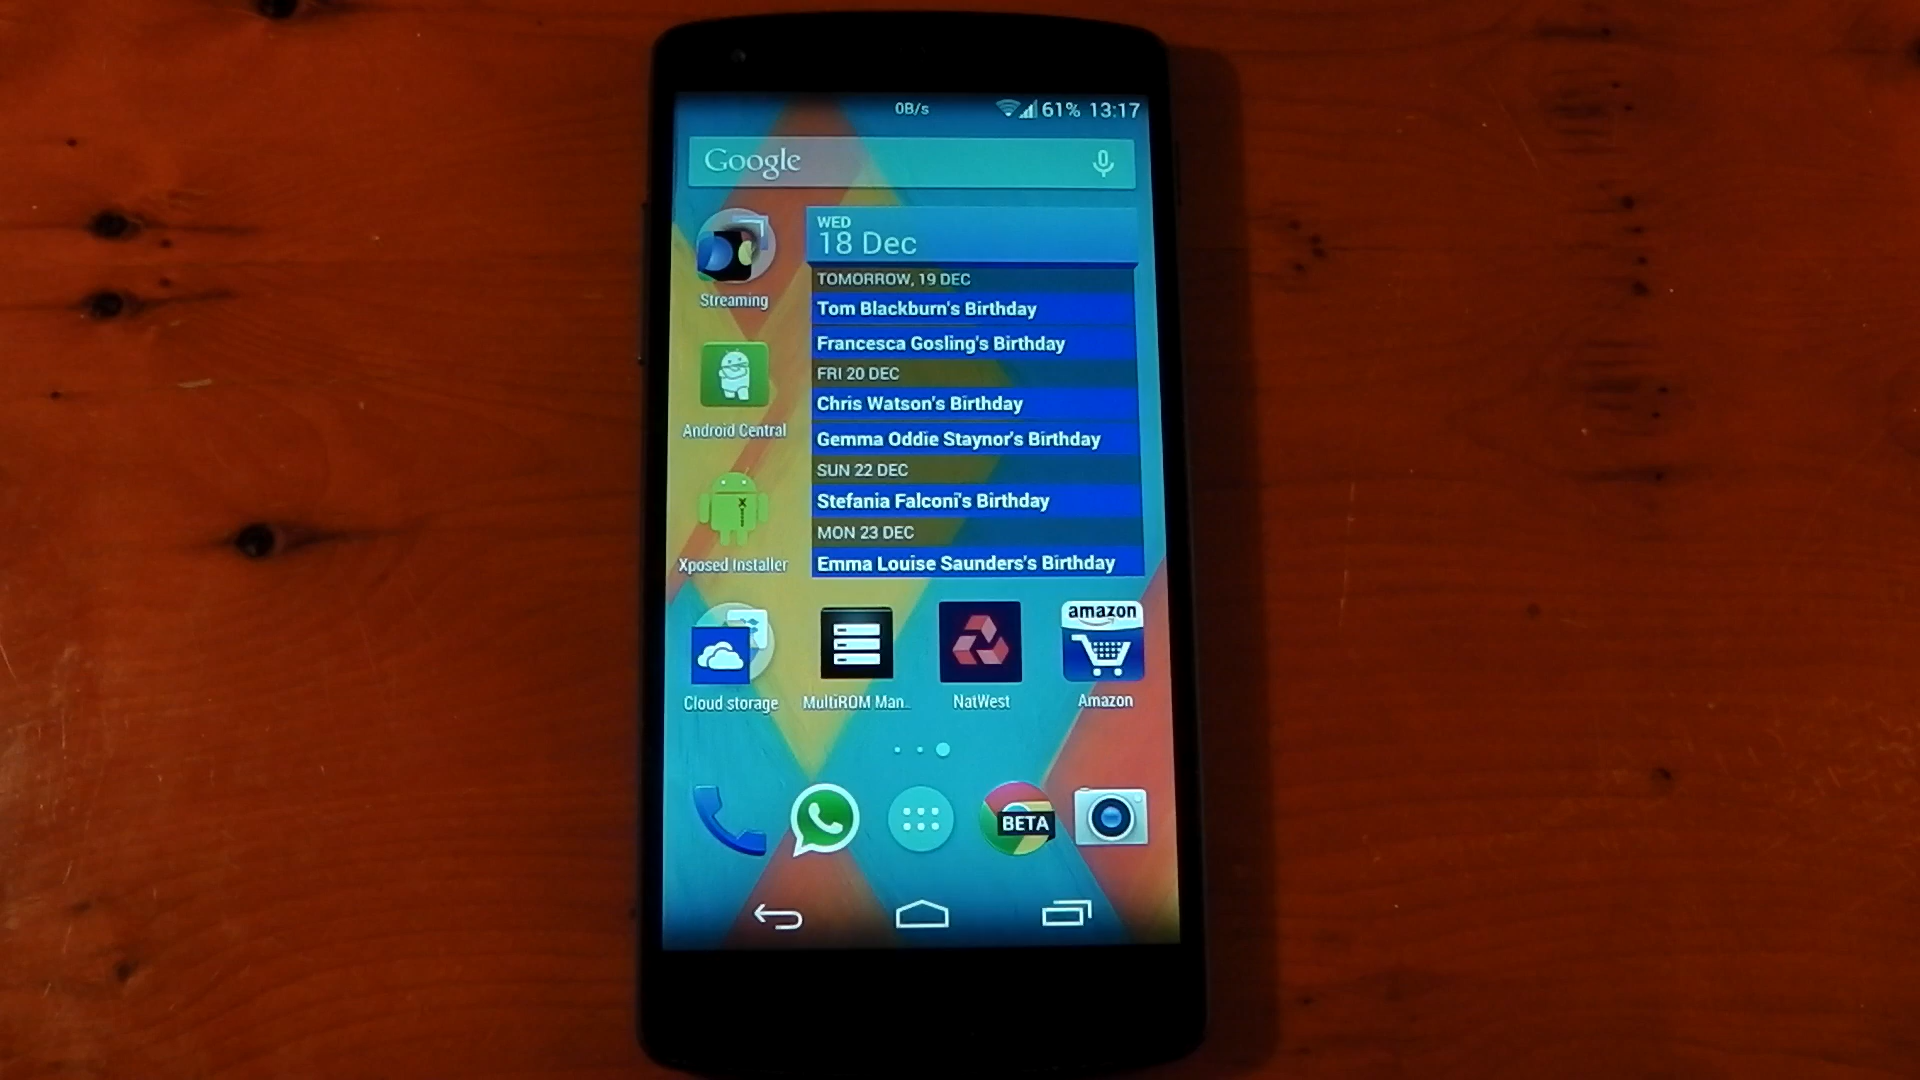 0B/s 61% 13:17
Google
WED
18 Dec
TOMORROW, 19 DEC
Tom Blackburn's Birthday
Francesca Gosling's Birthday
FRI 20 DEC
Chris Watson's Birthday
Gemma Oddie Staynor's Birthday
SUN 22 DEC
Stefania Falconi's Birthday
MON 23 DEC
Emma Louise Saunders's Birthday
Streaming
Android Central
Xposed Installer
amazon
Cloud storage
MultiROM Man..
NatWest
Amazon
BETA